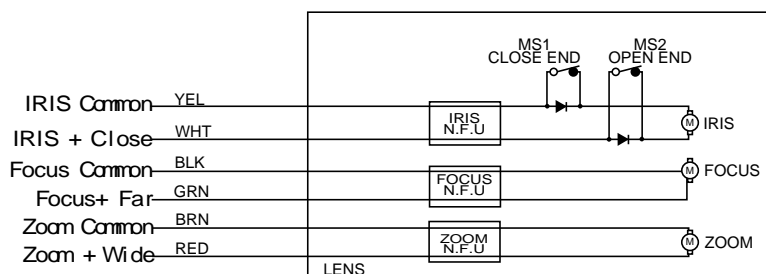 MS1
CLOSE END
MS2
OPEN END
IRIS Common YEL
IRIS
N.F.U
M IRIS
IRIS + Close WHT
Focus Common BLK
FOCUS
N.F.U
M FOCUS
Focus+ Far GRN
Zoom Common BRN
ZOOM
N.F.U
M ZOOM
Zoom + Wide RED
LENS